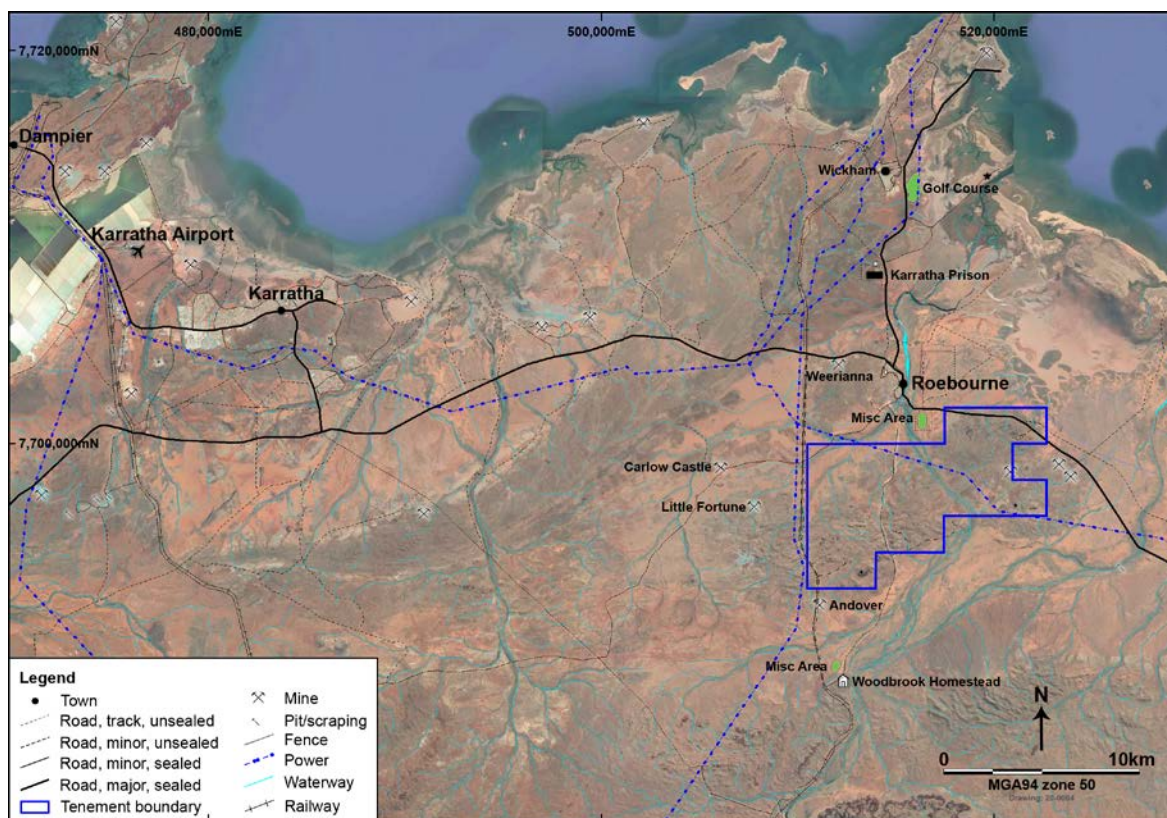 480,000mE
500,000mE
520,000mE
7,720,000mN
Dampier
Wickham
Golf Course
Karratha Airport
Karratha Prison
Karratha
Weerianna
Roebourne
Misc Area
7,700,000mN
Carlow Castle
Little Fortune
Andover
Misc Area
Woodbrook Homestead
Legend
Town
Road, track, unsealed
Road, minor, unsealed
Road, minor, sealed
Road, major, sealed
Tenement boundary
Mine
Pit/scraping
Fence
Power
Waterway
Railway
N
0
10km
MGA94 zone 50